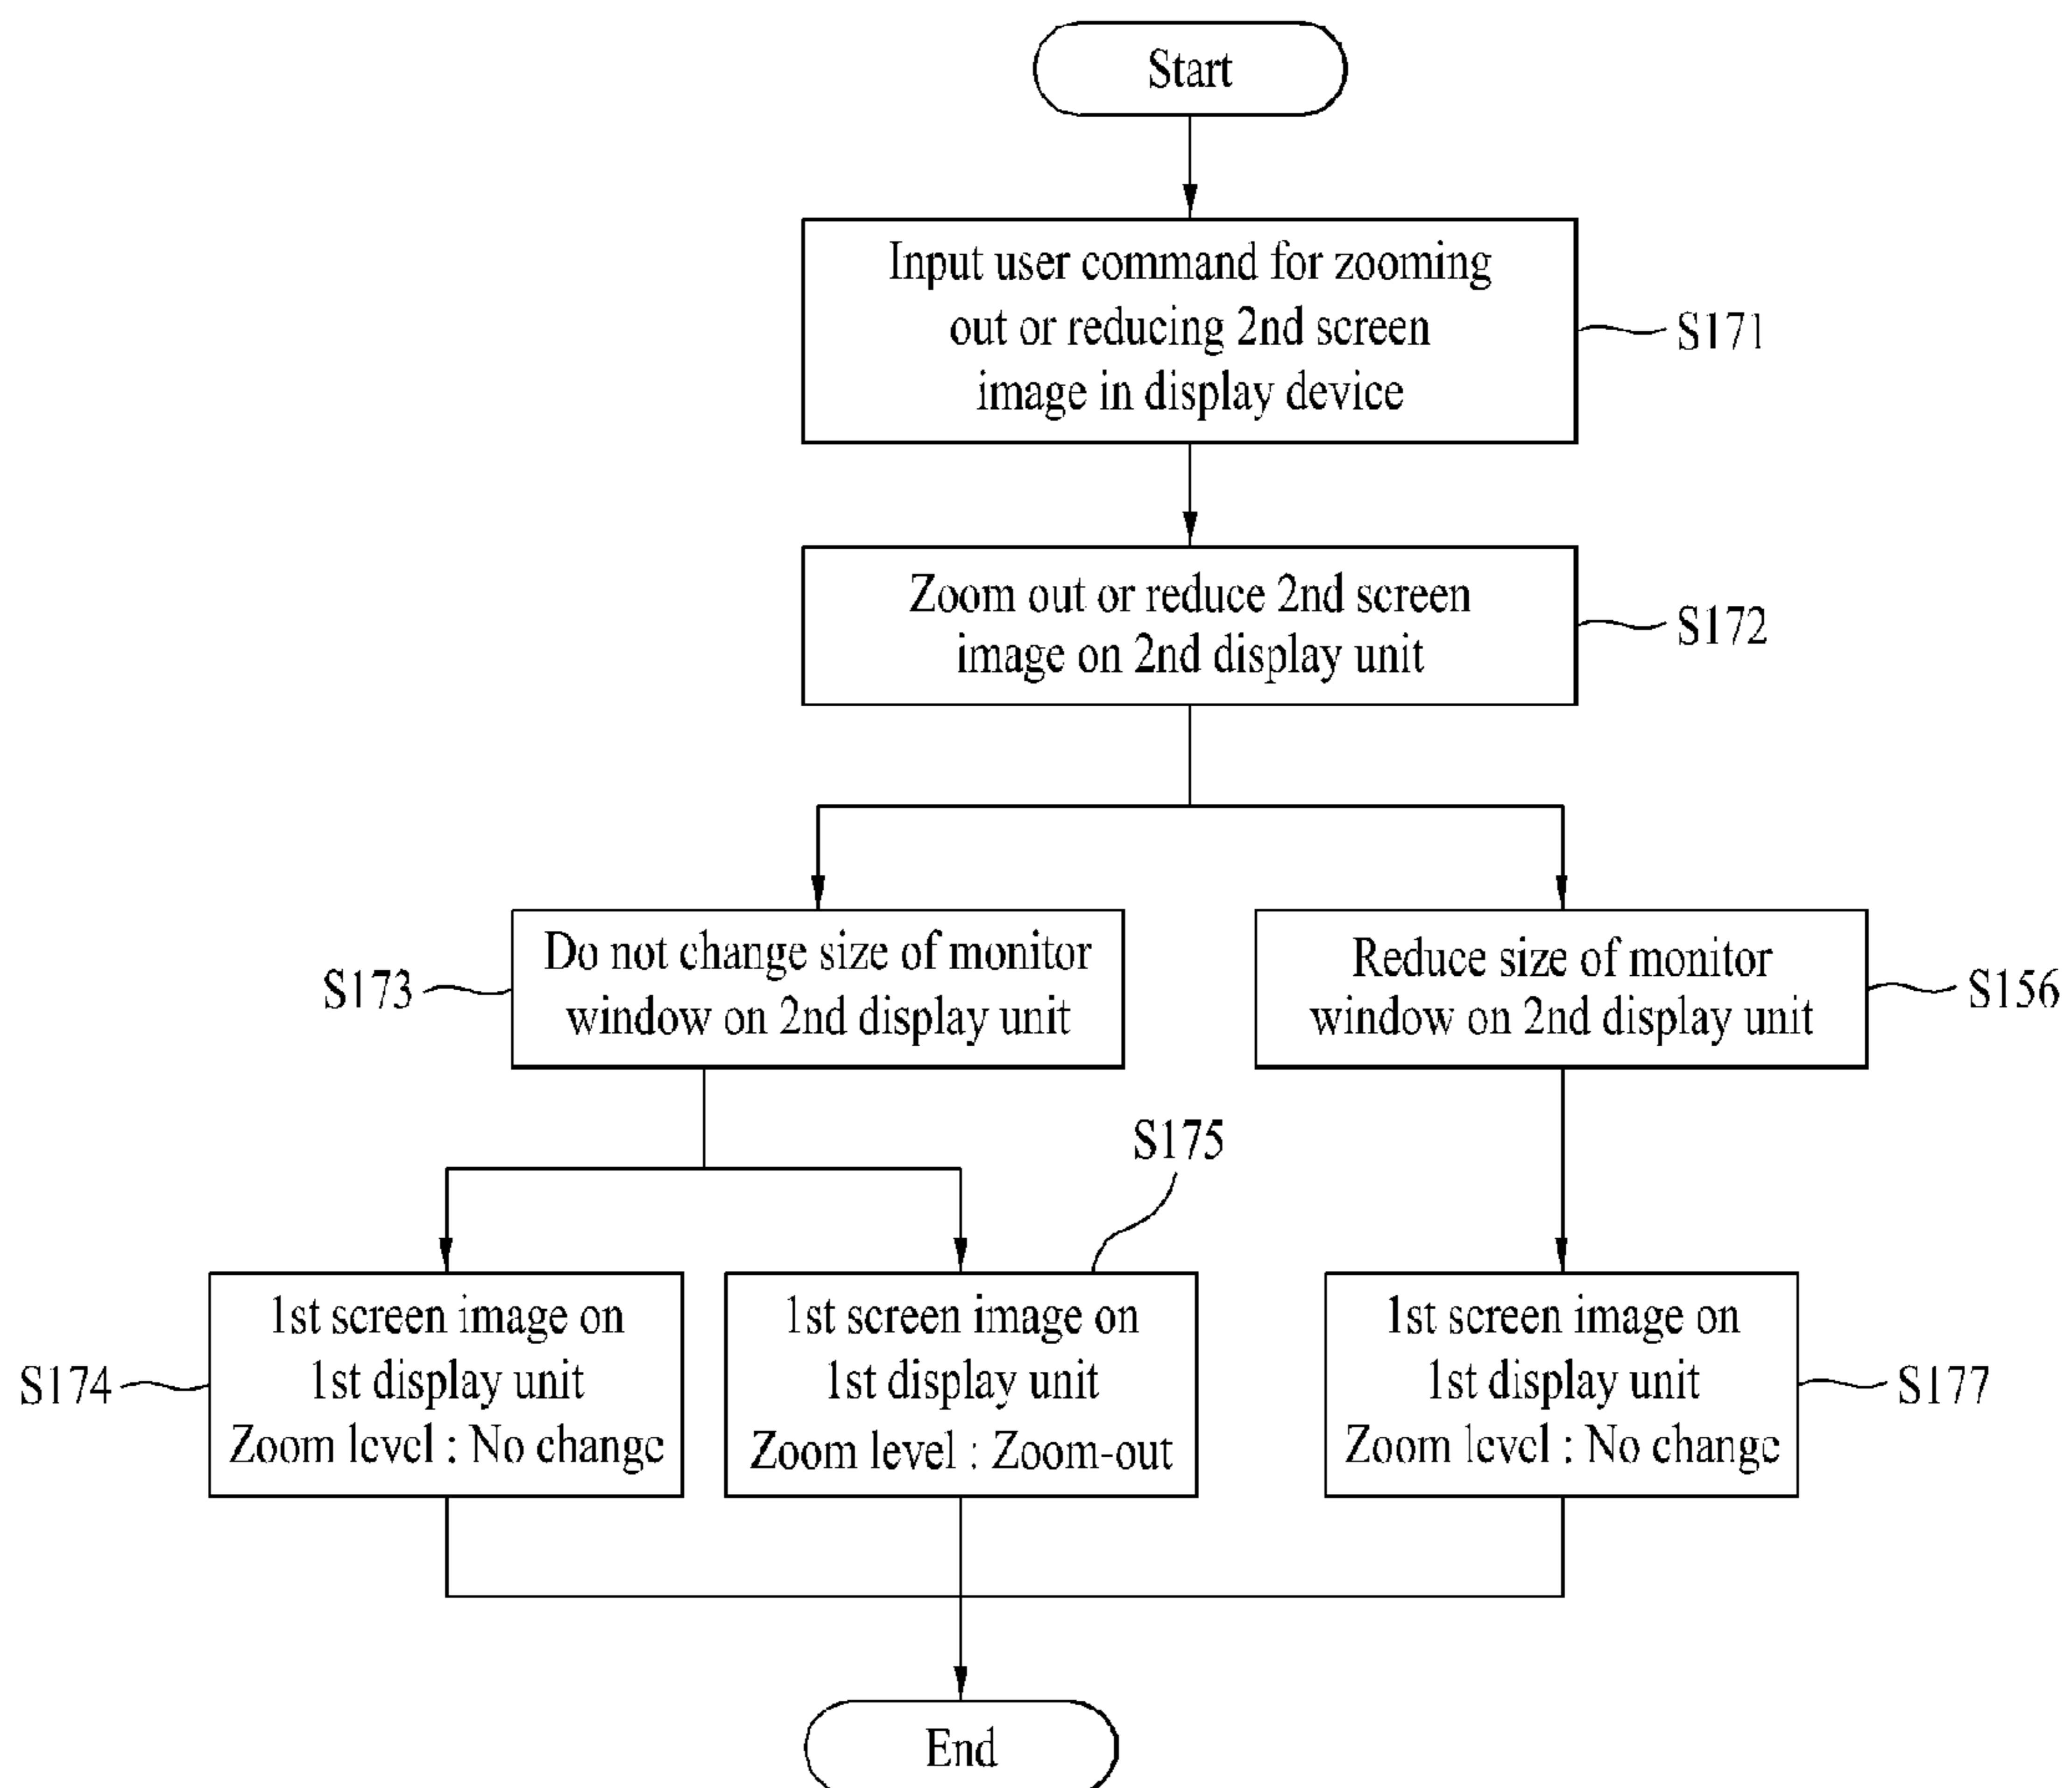 Start
Input user command for zooming
out or reducing 2nd screen
image in display device
S171
Zoom out or reduce 2nd screen
image on 2nd display unit
S172
Do not change size of monitor
window on 2nd display unit
S173
Reduce size of monitor
window on 2nd display unit
S156
S175
1st screen image on
1st display unit
Zoom level : No change
S174
1st screen image on
1st display unit
Zoom level : Zoom-out
1st screen image on
1st display unit
Zoom level : No change
S177
End